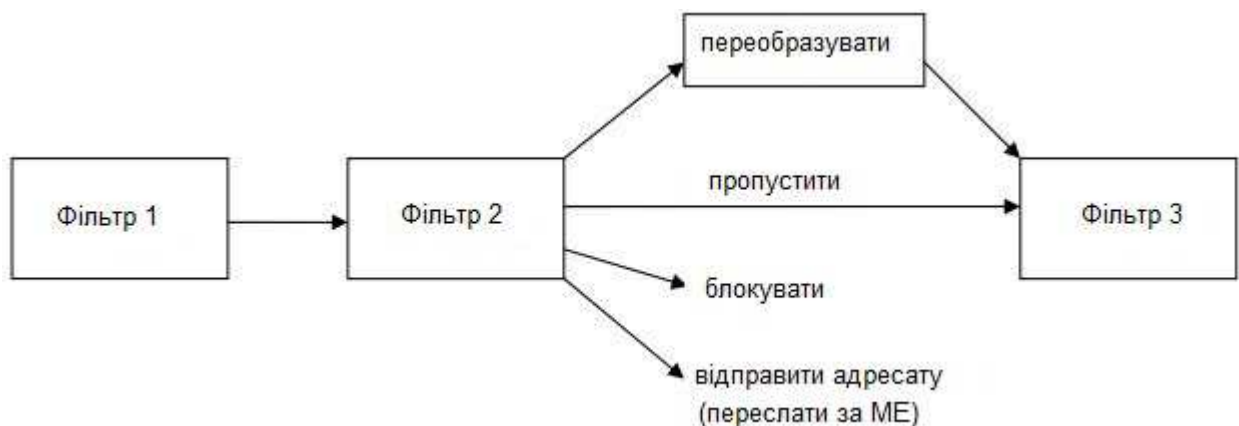 переобразувати
Фільтр 1
Фільтр 2
пропустити
Фільтр 3
блокувати
відправити адресату
(переслати за МЕ)